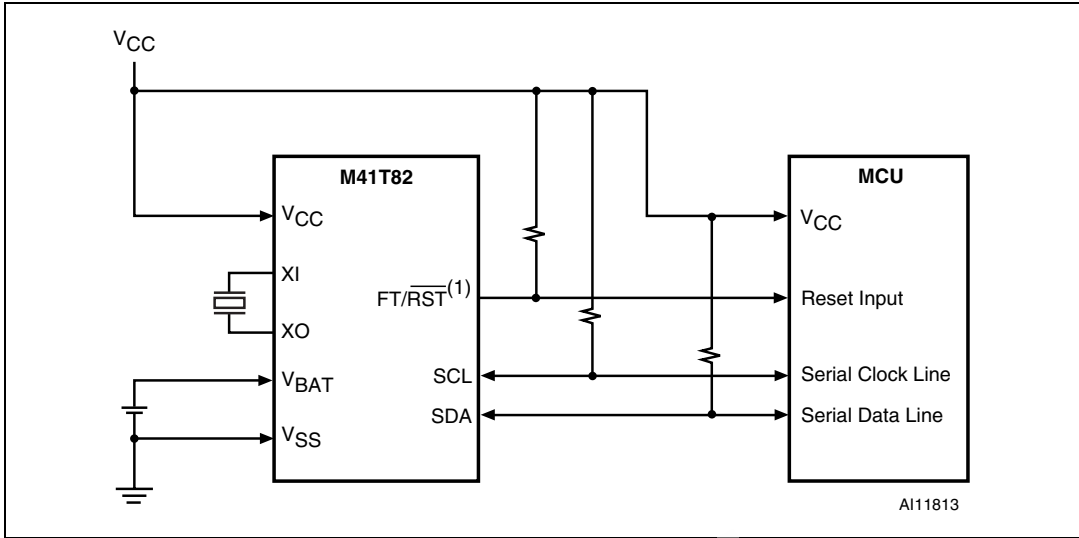 VCC
M41T82
VCC
XI
XO
VBAT
VSS
FT/RST(1)
SCL
SDA
MCU
VCC
Reset Input
Serial Clock Line
Serial Data Line
AI11813